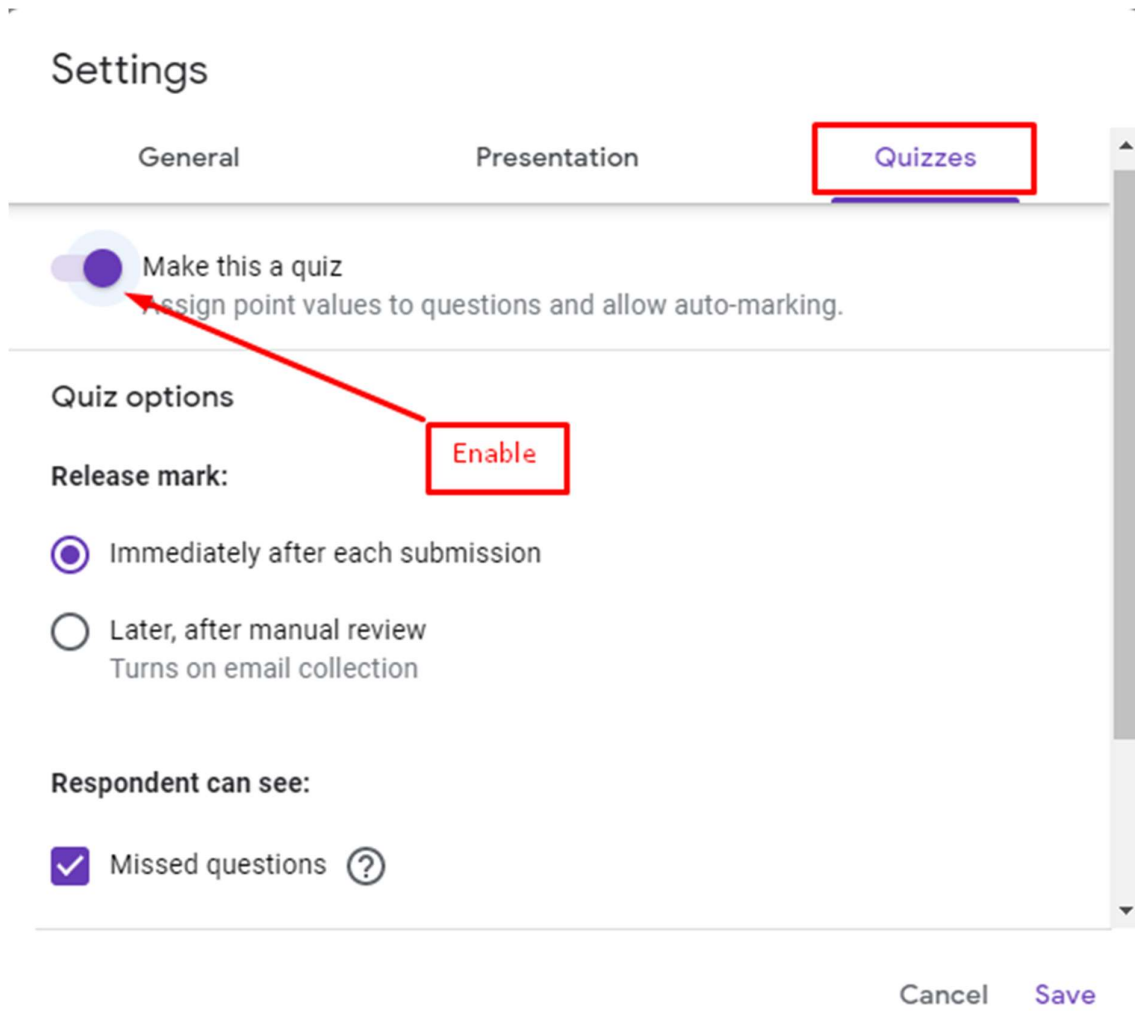 Settings
General Presentation Quizzes
Make this a quiz
Assign point values to questions and allow auto-marking.
Quiz options
Enable
Release mark:
Immediately after each submission
Later, after manual review
Turns on email collection
Respondent can see:
Missed questions ?
Cancel Save